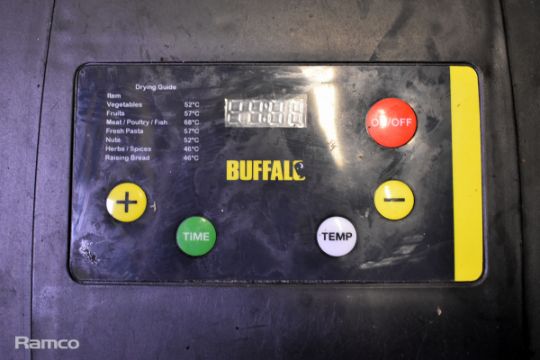 Drying Guide
Item
Vegetables 52°C
Fruits 57°C
Meat / Poultry / Fish 68°C
Fresh Pasta 57°C
Nuts 52°C
Herbs / Spices 46°C
Raising Bread 46°C
ON/OFF
BUFFALO
+
−
TIME
TEMP
Ramco